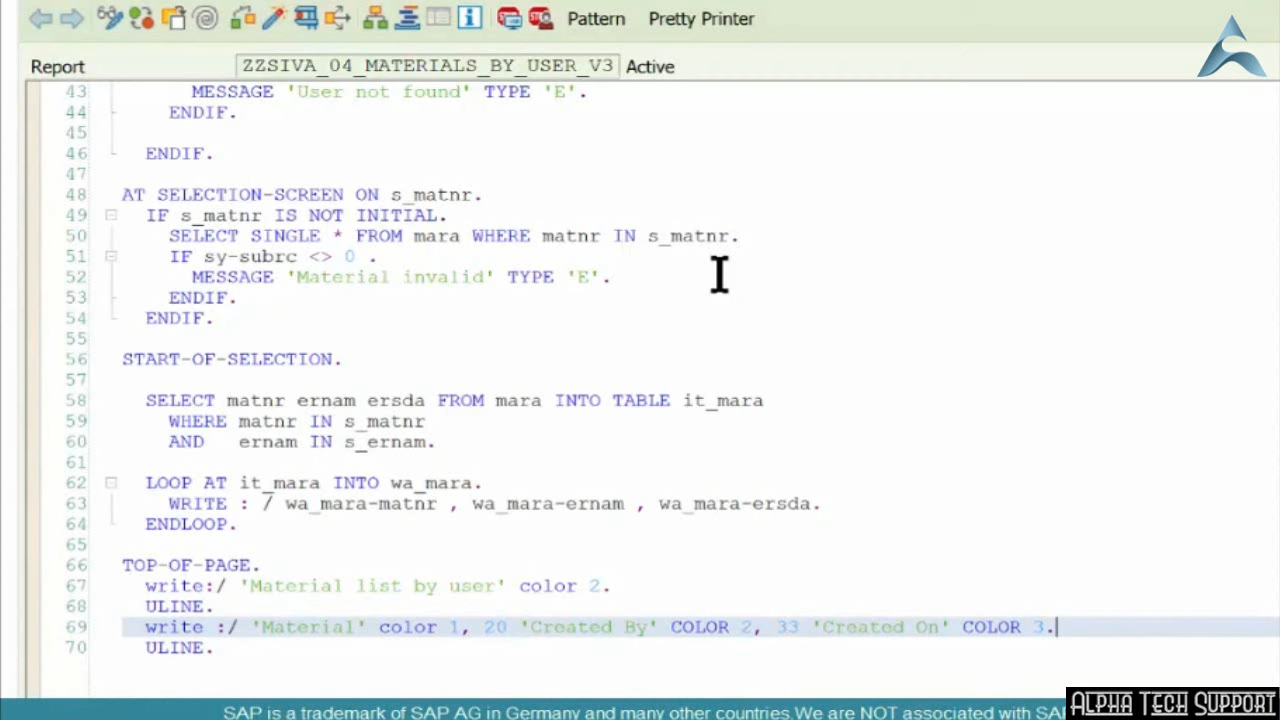 Pattern Pretty Printer
Report ZZSIVA_04_MATERIALS_BY_USER_V3 Active
43 MESSAGE 'User not found' TYPE 'E'.
44 ENDIF.
45
46 ENDIF.
47
48 AT SELECTION-SCREEN ON s_matnr.
49 IF s_matnr IS NOT INITIAL.
50 SELECT SINGLE * FROM mara WHERE matnr IN s_matnr.
51 IF sy-subrc <> 0 .
52 MESSAGE 'Material invalid' TYPE 'E'.
53 ENDIF.
54 ENDIF.
55
56 START-OF-SELECTION.
57
58 SELECT matnr ernam ersda FROM mara INTO TABLE it_mara
59 WHERE matnr IN s_matnr
60 AND ernam IN s_ernam.
61
62 LOOP AT it_mara INTO wa_mara.
63 WRITE : / wa_mara-matnr , wa_mara-ernam , wa_mara-ersda.
64 ENDLOOP.
65
66 TOP-OF-PAGE.
67 write:/ 'Material list by user' color 2.
68 ULINE.
69 write :/ 'Material' color 1, 20 'Created By' COLOR 2, 33 'Created On' COLOR 3.
70 ULINE.
SAP is a trademark of SAP AG in Germany and many other countries.We are NOT associated with SA
Alpha Tech Support